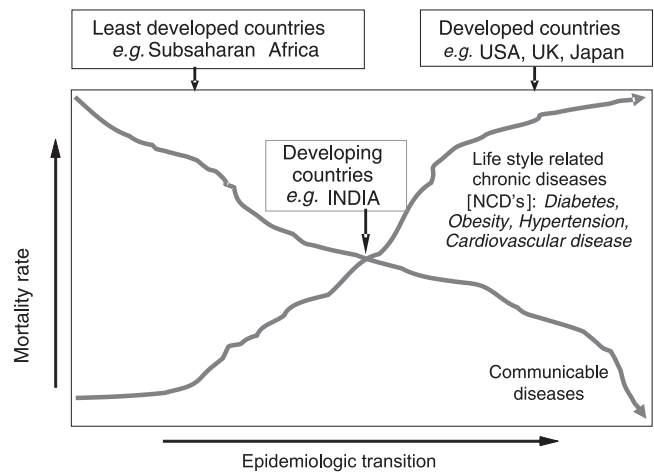 Least developed countries
e.g. Subsaharan Africa
Developed countries
e.g. USA, UK, Japan
Developing
countries
e.g. INDIA
Life style related
chronic diseases
[NCD's]: Diabetes,
Obesity, Hypertension,
Cardiovascular disease
Mortality rate
Communicable
diseases
Epidemiologic transition